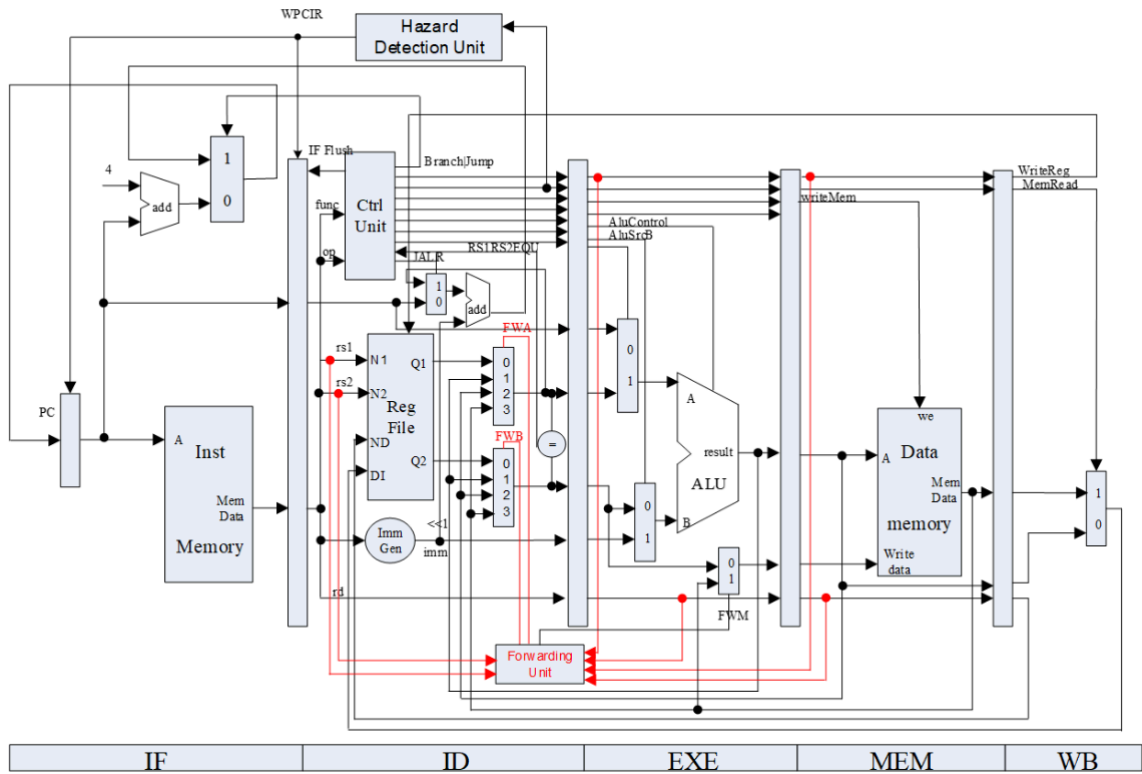 WPCIR
Hazard
Detection Unit
IF Flush
Branch|Jump
WriteReg
MemRead
4
1
0
add
func
Ctrl
Unit
op
writeMem
AluControl
AluSrcB
RS1RS2EQU
JALR
1
0
add
rs1
rs2
N1
N2
ND
DI
Q1
Q2
Reg
File
FWA
0
1
2
3
FWB
0
1
2
3
=
0
1
0
1
A
B
result
ALU
PC
A
Inst
Mem
Data
Memory
we
A
Data
Mem
Data
memory
Write
data
1
0
Imm
Gen
<<1
imm
rd
0
1
FWM
Forwarding
Unit
IF
ID
EXE
MEM
WB